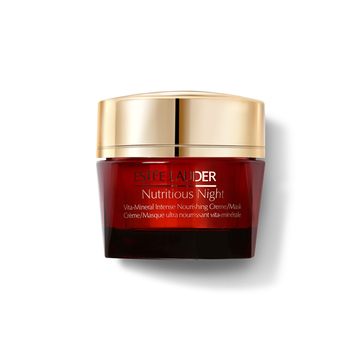 ESTĒE LAUDER
Nutritious Night
Vita-Mineral Intense Nourishing Creme/Mask
Crème/Masque ultra nourrissant vita-minérale